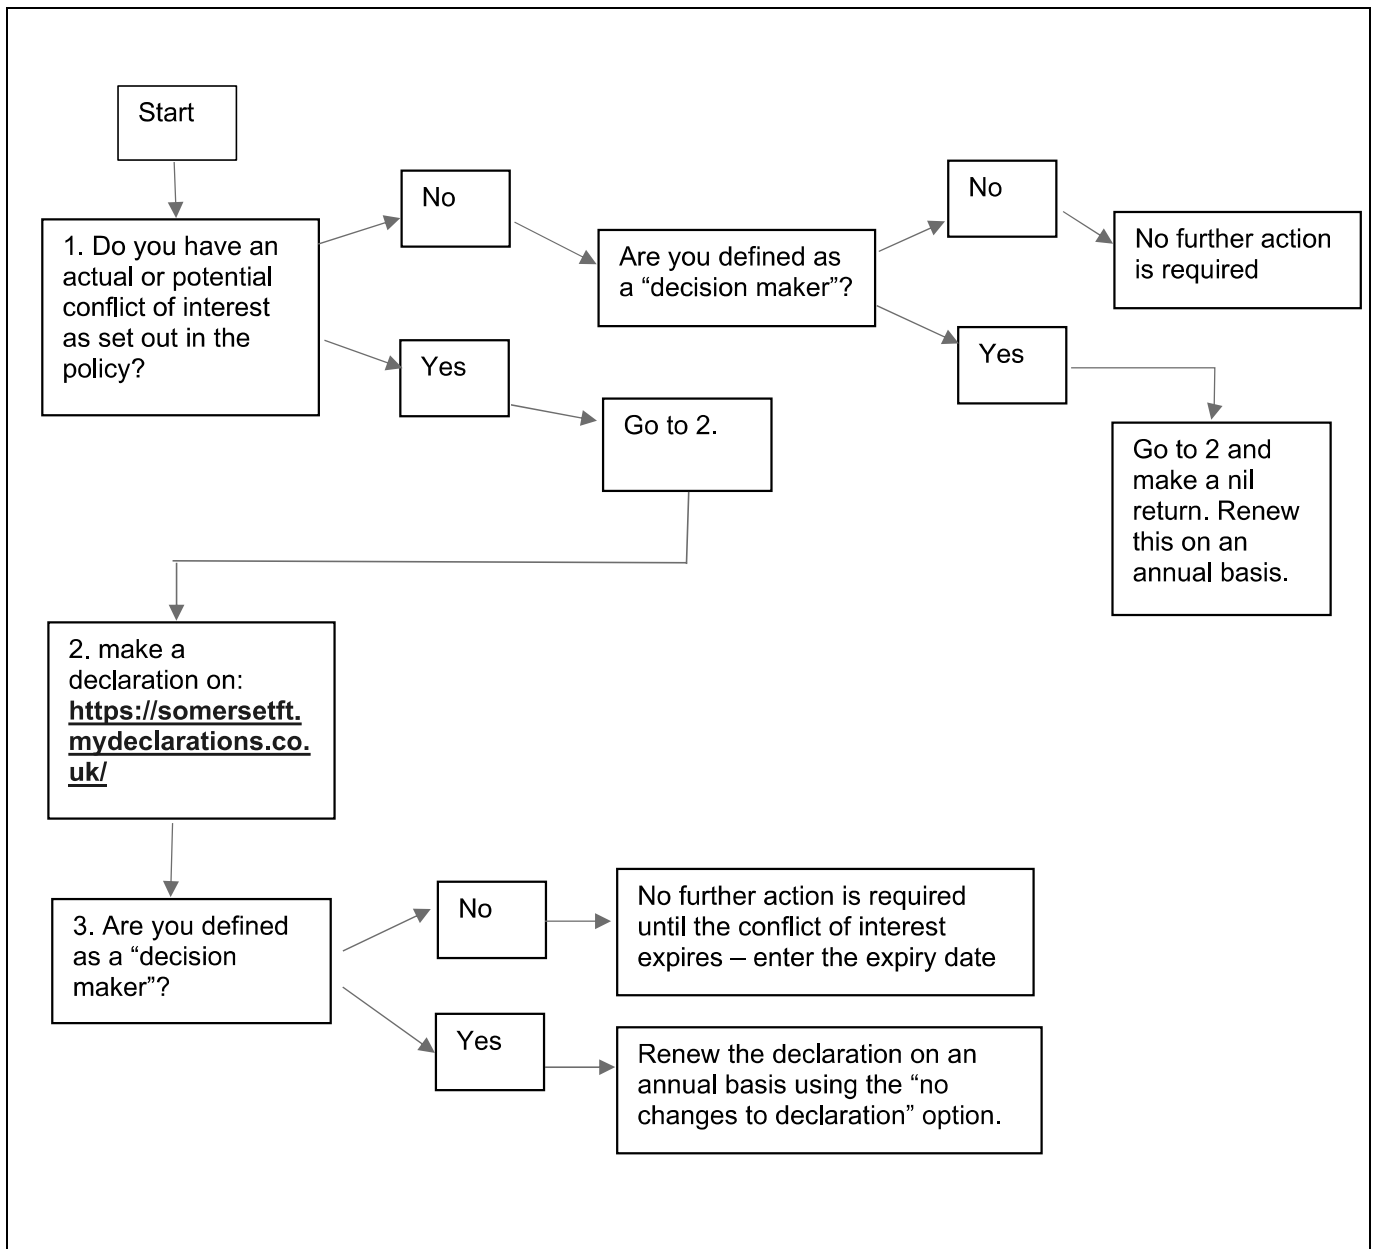 Start
1. Do you have an
actual or potential
conflict of interest
as set out in the
policy?
No
Are you defined as
a “decision maker”?
No
No further action
is required
Yes
Go to 2 and
make a nil
return. Renew
this on an
annual basis.
Yes
Go to 2.
2. make a
declaration on:
https://somersetft.
mydeclarations.co.
uk/
3. Are you defined
as a “decision
maker”?
No
No further action is required
until the conflict of interest
expires – enter the expiry date
Yes
Renew the declaration on an
annual basis using the “no
changes to declaration” option.